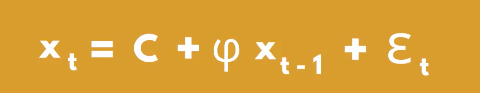 xₜ = c + φ xₜ₋₁ + εₜ